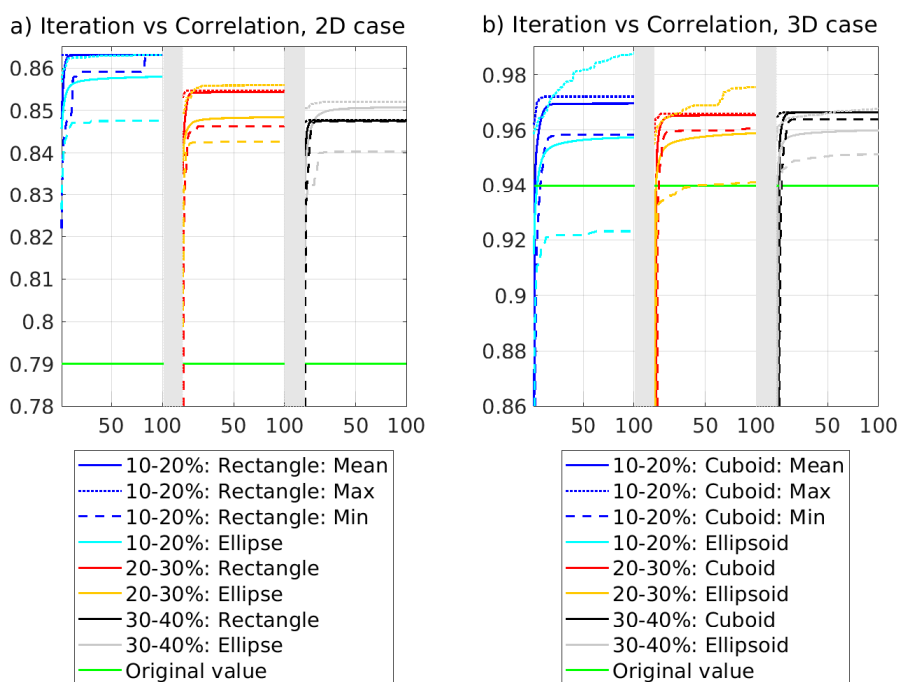 a) Iteration vs Correlation, 2D case
0.86
0.85
0.84
0.83
0.82
0.81
0.8
0.79
0.78
50 100 50 100 50 100
10-20%: Rectangle: Mean
10-20%: Rectangle: Max
10-20%: Rectangle: Min
10-20%: Ellipse
20-30%: Rectangle
20-30%: Ellipse
30-40%: Rectangle
30-40%: Ellipse
Original value
b) Iteration vs Correlation, 3D case
0.98
0.96
0.94
0.92
0.9
0.88
0.86
50 100 50 100 50 100
10-20%: Cuboid: Mean
10-20%: Cuboid: Max
10-20%: Cuboid: Min
10-20%: Ellipsoid
20-30%: Cuboid
20-30%: Ellipsoid
30-40%: Cuboid
30-40%: Ellipsoid
Original value